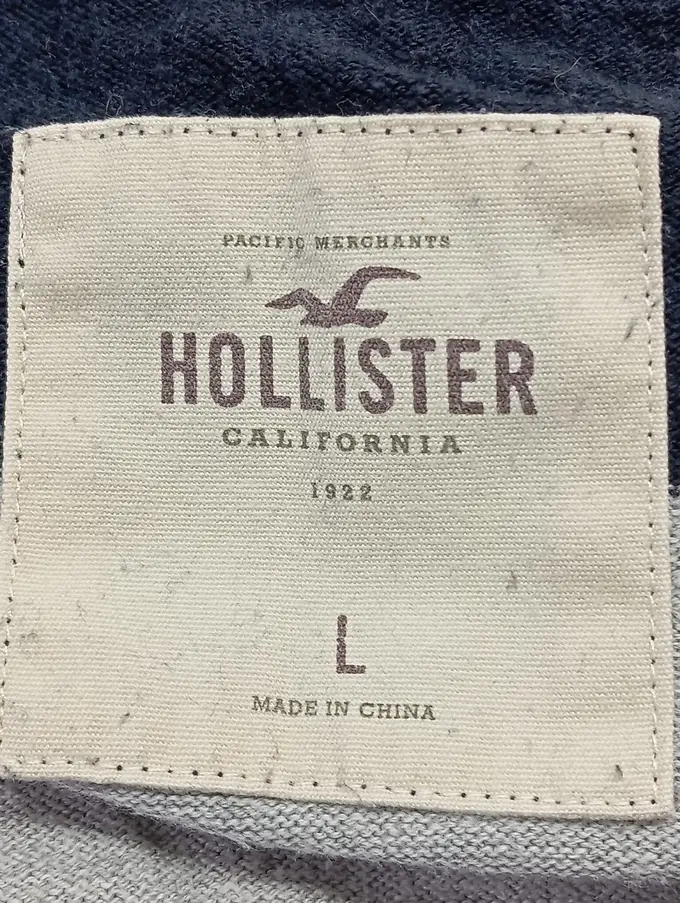 PACIFIC MERCHANTS
HOLLISTER
CALIFORNIA
1922
L
MADE IN CHINA